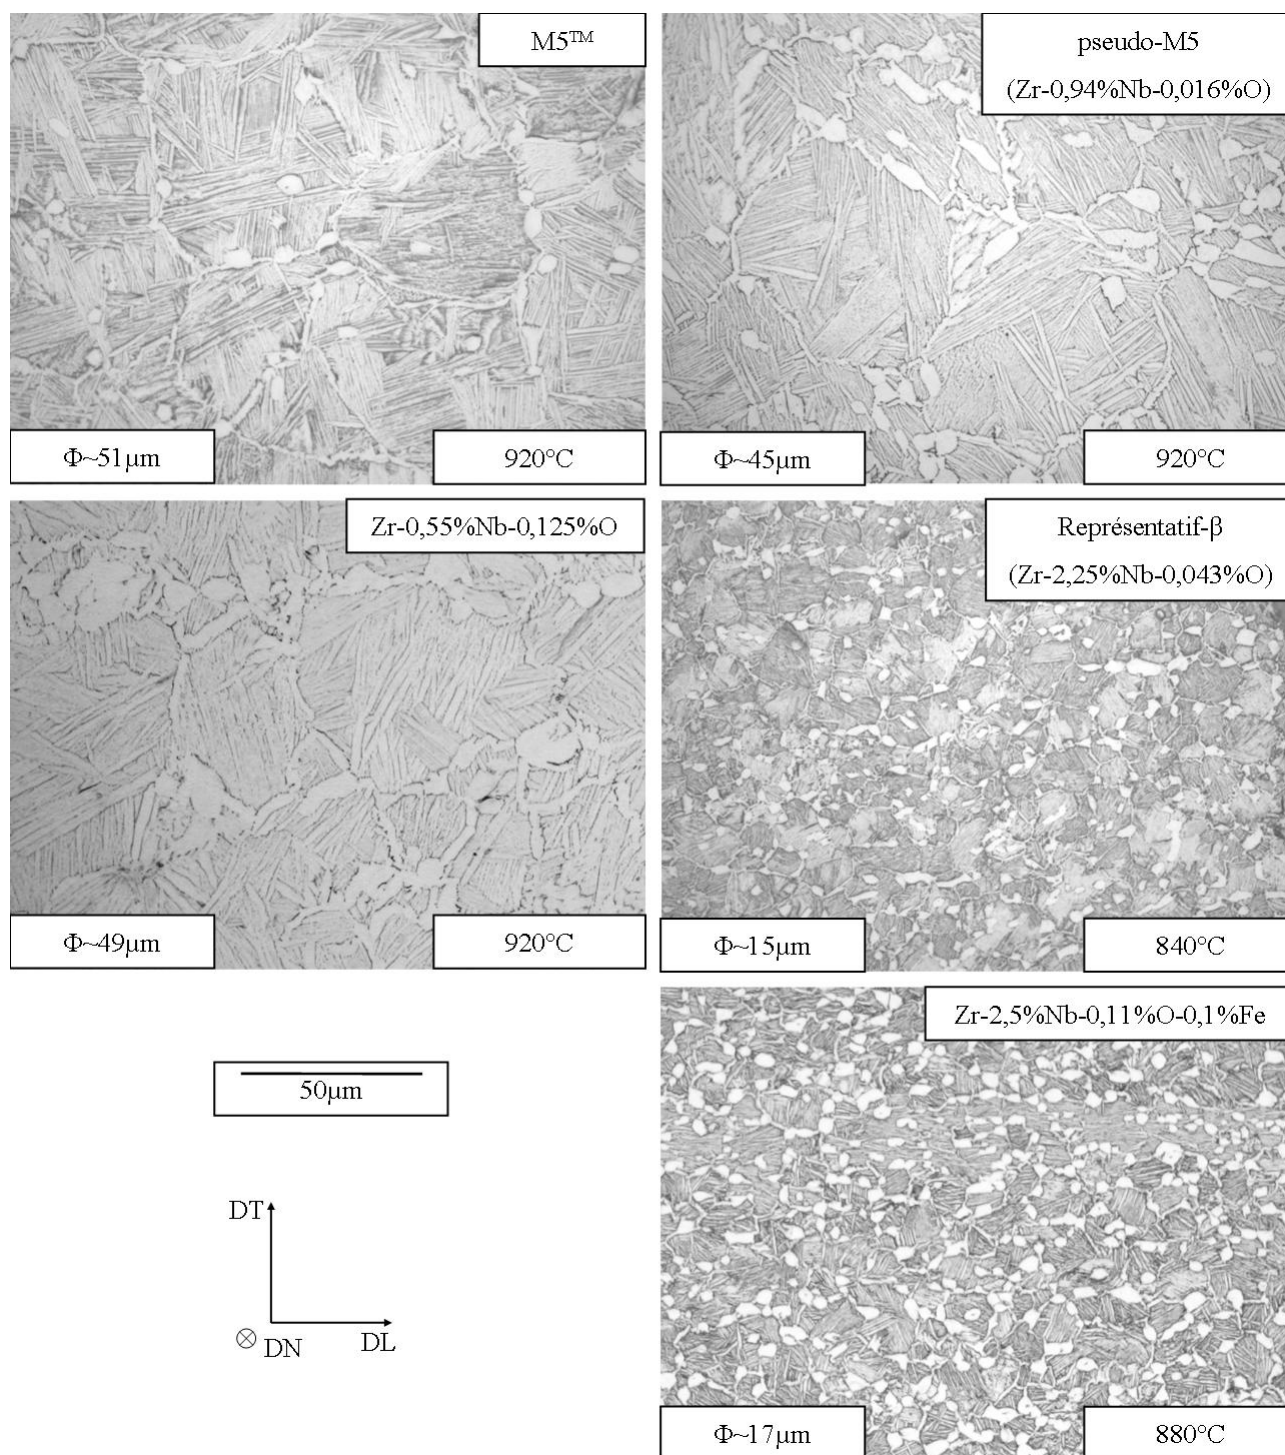 M5™
pseudo-M5
(Zr-0,94%Nb-0,016%O)
Φ~51µm
920°C
Φ~45µm
920°C
Zr-0,55%Nb-0,125%O
Représentatif-β
(Zr-2,25%Nb-0,043%O)
Φ~49µm
920°C
Φ~15µm
840°C
Zr-2,5%Nb-0,11%O-0,1%Fe
50µm
DT
DN
DL
Φ~17µm
880°C